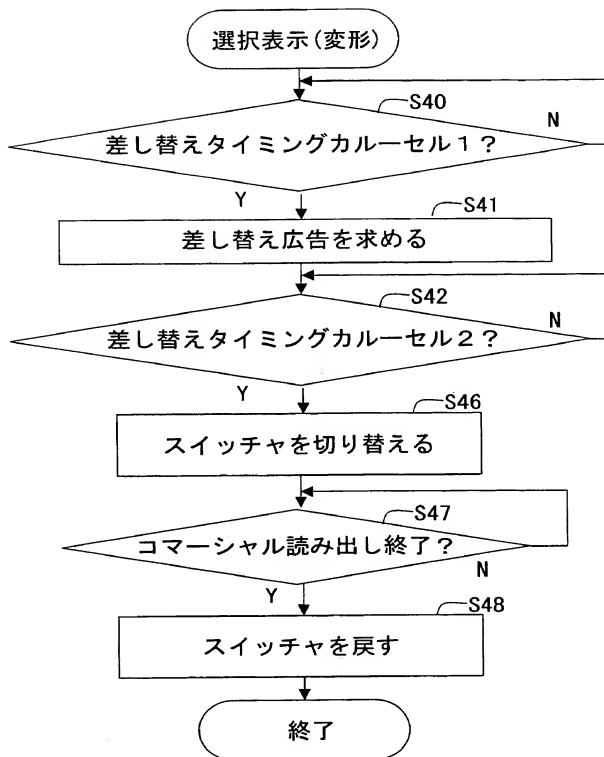 選択表示(変形)
S40
差し替えタイミングカルーセル1?
N
Y
S41
差し替え広告を求める
S42
差し替えタイミングカルーセル2?
N
Y
S46
スイッチャを切り替える
S47
コマーシャル読み出し終了?
N
Y
S48
スイッチャを戻す
終了